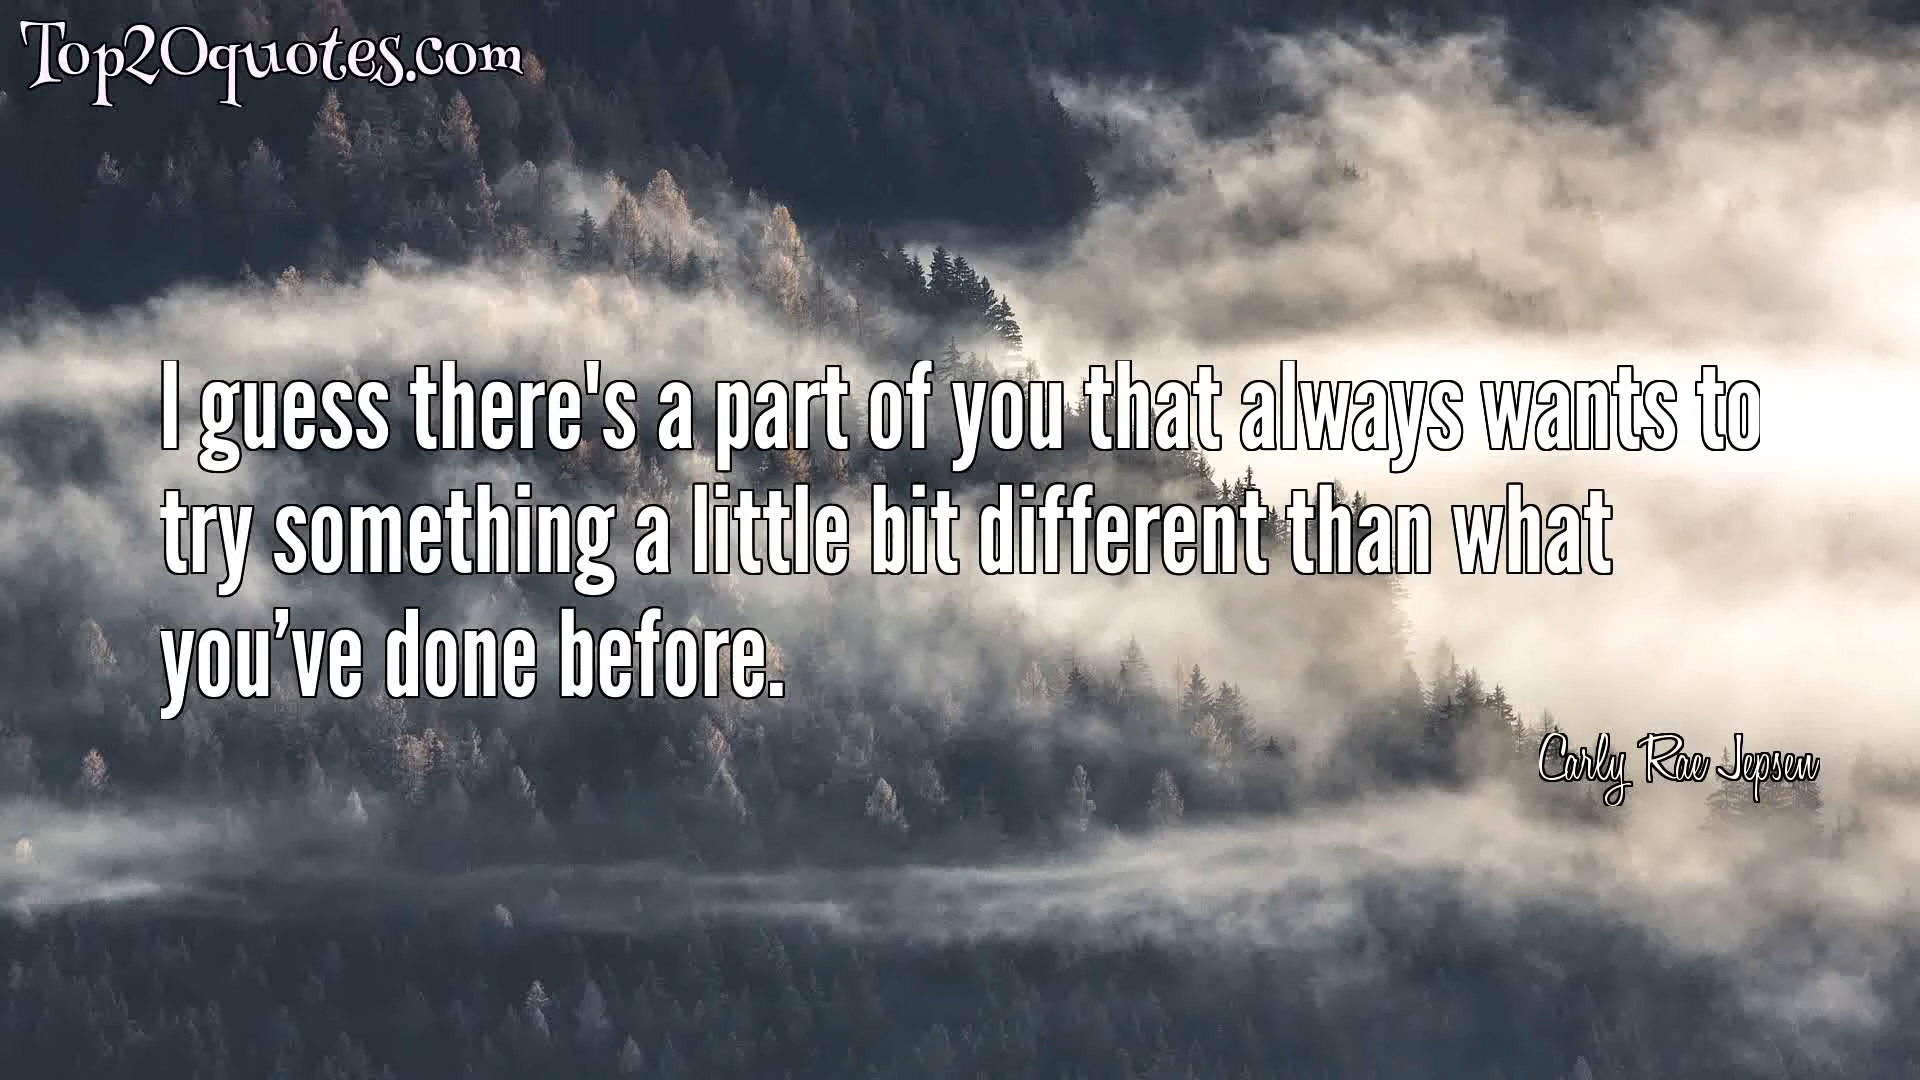 Top20quotes.com
I guess there's a part of you that always wants to
try something a little bit different than what
you’ve done before.
Carly Rae Jepsen